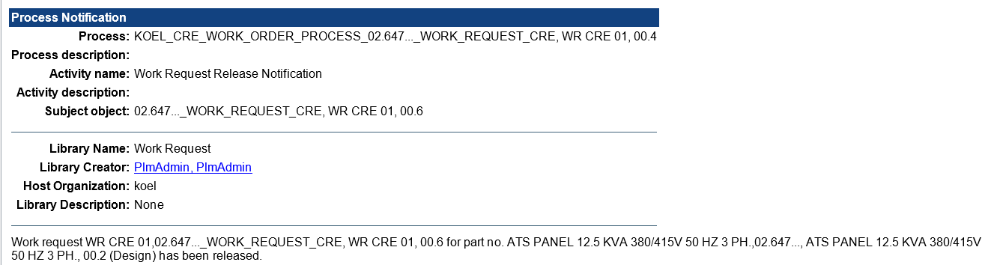 Process Notification
Process: KOEL_CRE_WORK_ORDER_PROCESS_02.647..._WORK_REQUEST_CRE, WR CRE 01, 00.4
Process description:
Activity name: Work Request Release Notification
Activity description:
Subject object: 02.647..._WORK_REQUEST_CRE, WR CRE 01, 00.6
Library Name: Work Request
Library Creator: PlmAdmin, PlmAdmin
Host Organization: koel
Library Description: None
Work request WR CRE 01,02.647..._WORK_REQUEST_CRE, WR CRE 01, 00.6 for part no. ATS PANEL 12.5 KVA 380/415V 50 HZ 3 PH.,02.647..., ATS PANEL 12.5 KVA 380/415V
50 HZ 3 PH., 00.2 (Design) has been released.